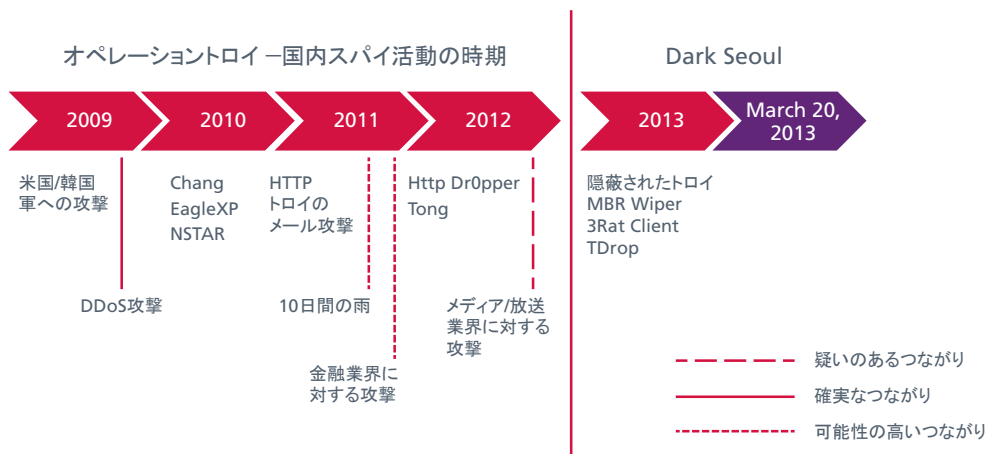 オペレーショントロイ –国内スパイ活動の時期
Dark Seoul
2009
2010
2011
2012
2013
March 20,
2013
米国/韓国
軍への攻撃
Chang
EagleXP
NSTAR
HTTP
トロイの
メール攻撃
Http Dr0pper
Tong
隠蔽されたトロイ
MBR Wiper
3Rat Client
TDrop
DDoS攻撃
10日間の雨
メディア/放送
業界に対する
攻撃
金融業界に
対する攻撃
疑いのあるつながり
確実なつながり
可能性の高いつながり